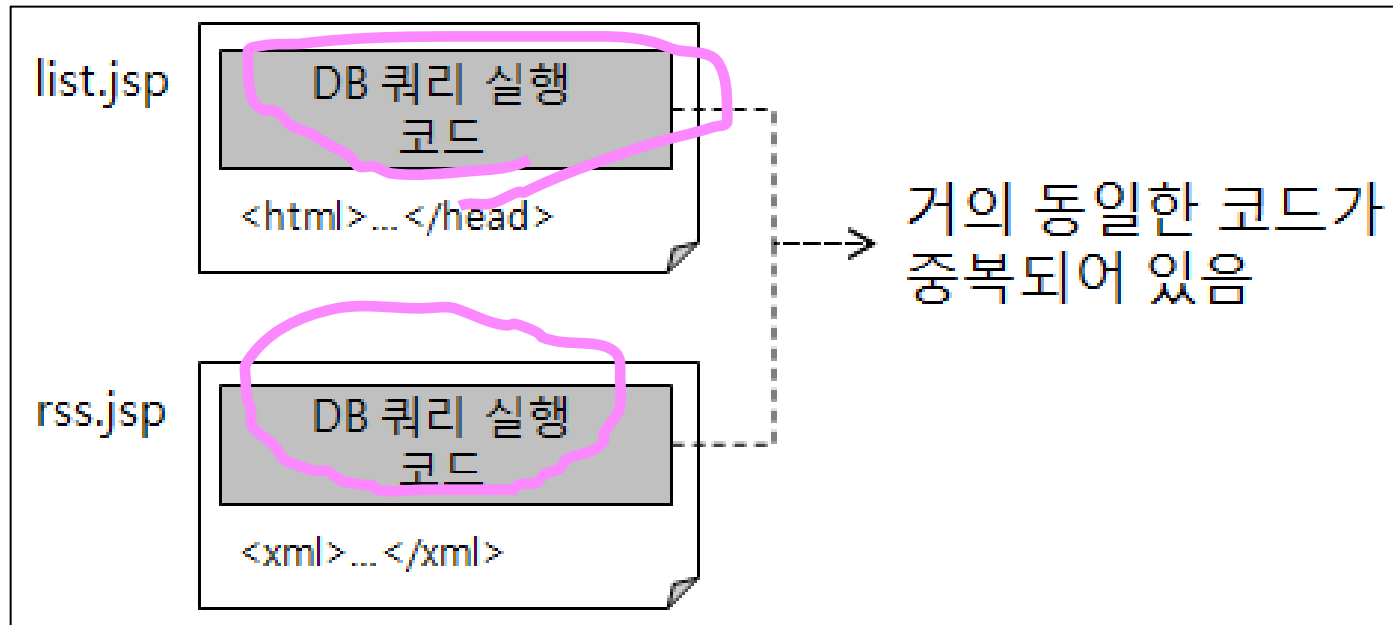 list.jsp
DB 쿼리 실행
코드
<html>...</head>
거의 동일한 코드가
중복되어 있음
rss.jsp
DB 쿼리 실행
코드
<xml>...</xml>